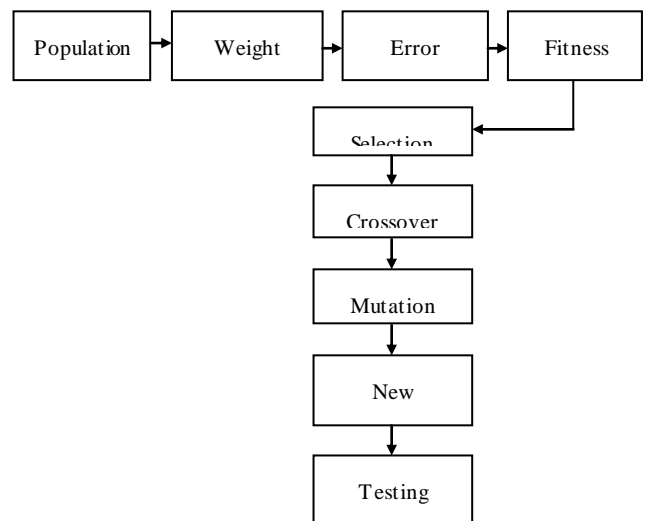 Population
Weight
Error
Fitness
Selection
Crossover
Mutation
New
Testing